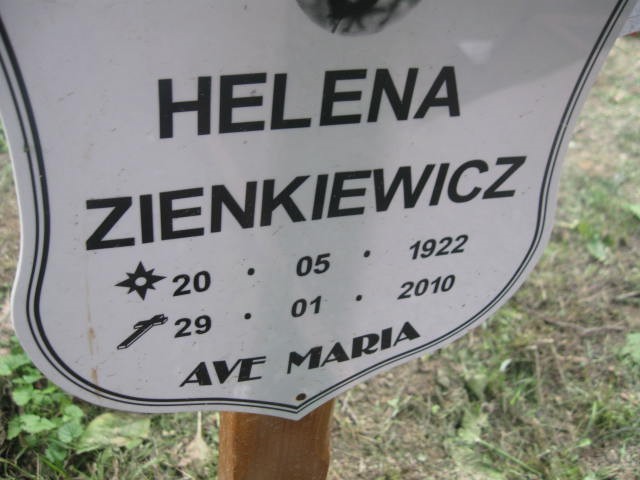 HELENA
ZIENKIEWICZ
20 · 05 · 1922
29 · 01 · 2010
AVE MARIA